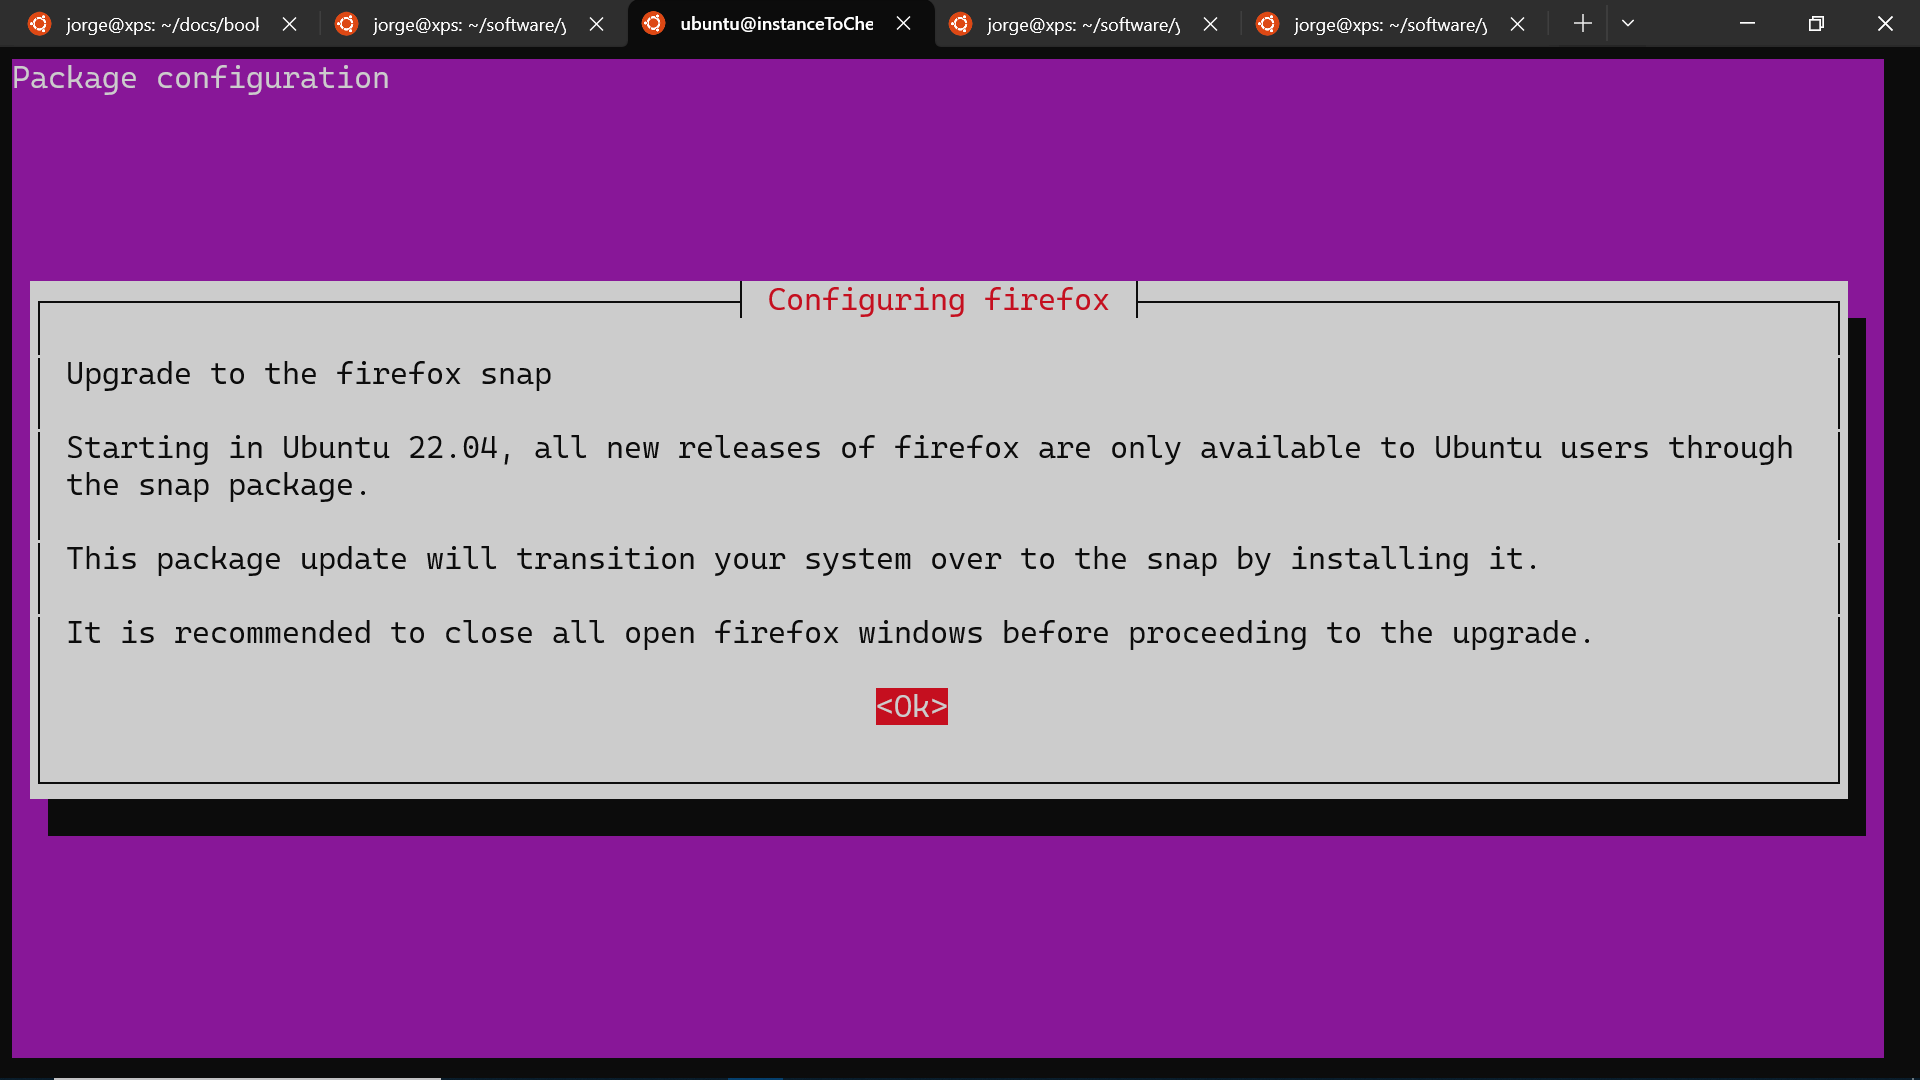 jorge@xps: ~/docs/bool
jorge@xps: ~/software/y
ubuntu@instanceToChe
jorge@xps: ~/software/y
jorge@xps: ~/software/y
Package configuration
Configuring firefox
Upgrade to the firefox snap
Starting in Ubuntu 22.04, all new releases of firefox are only available to Ubuntu users through
the snap package.
This package update will transition your system over to the snap by installing it.
It is recommended to close all open firefox windows before proceeding to the upgrade.
<Ok>